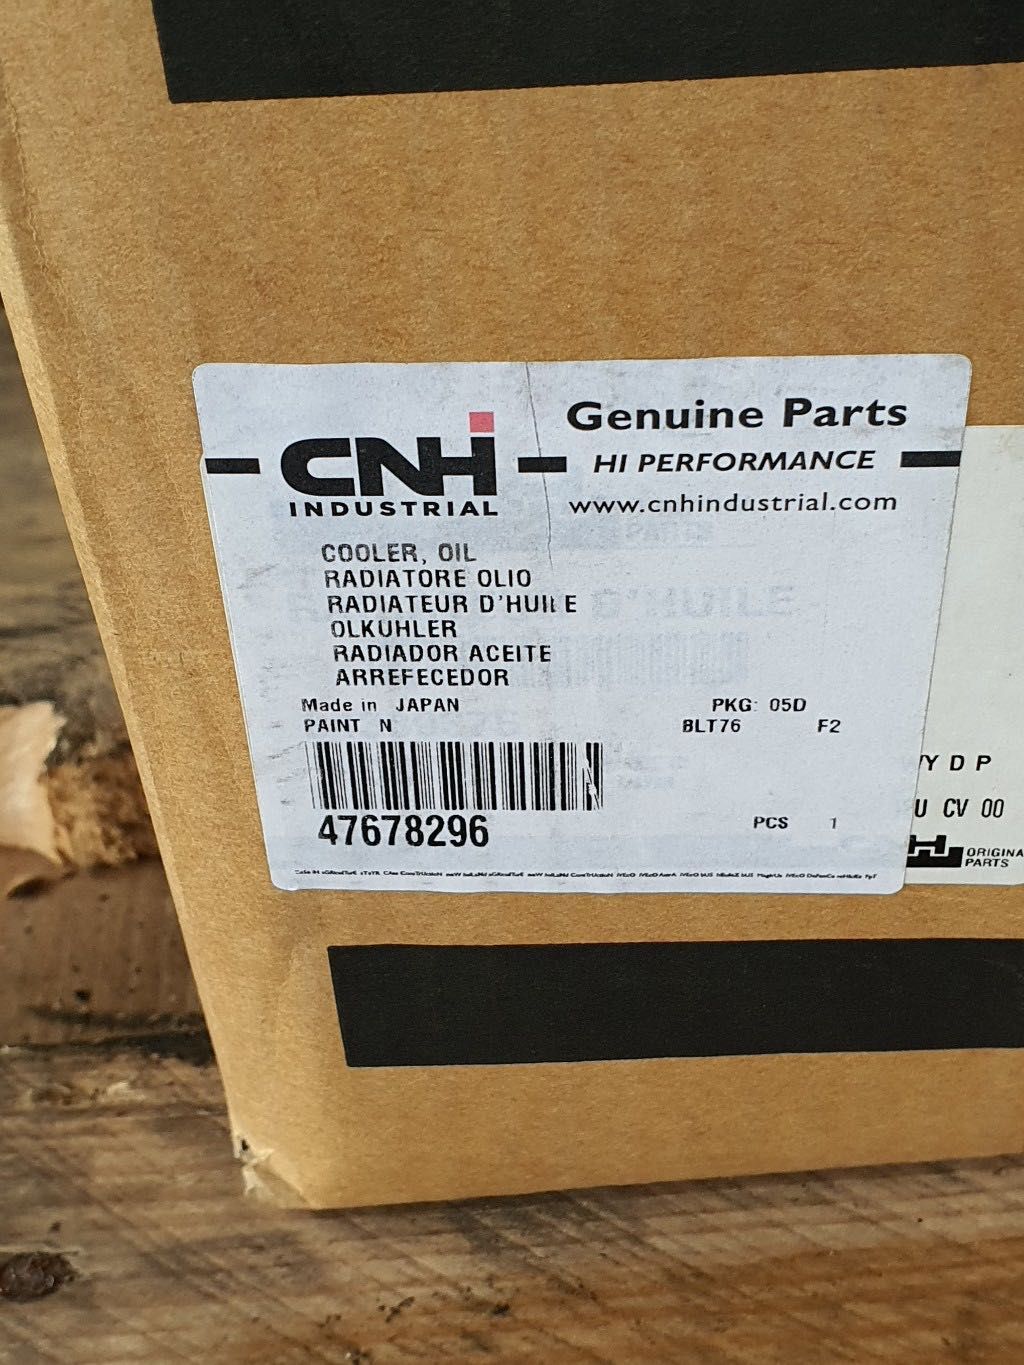 CNH
INDUSTRIAL
Genuine Parts
HI PERFORMANCE
www.cnhindustrial.com
COOLER, OIL
RADIATORE OLIO
RADIATEUR D'HUILE
OLKUHLER
RADIADOR ACEITE
ARREFECEDOR
Made in JAPAN PKG: 05D
PAINT N BLT76 F2
47678296
PCS 1
Y D P
U CV 00
ORIGINA
PARTS